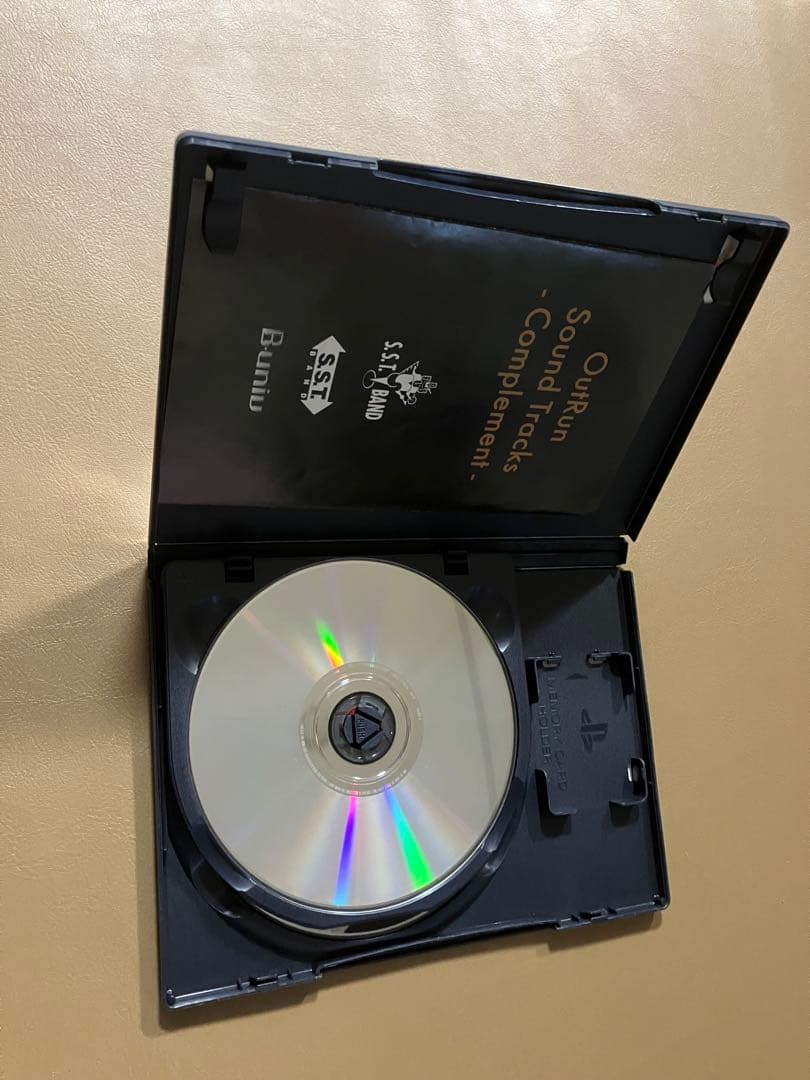 OutRun
Sound Tracks
- Complement -
S.S.T. BAND
S.S.T.
BAND
B-univ
MEMORY CARD
HOLDER